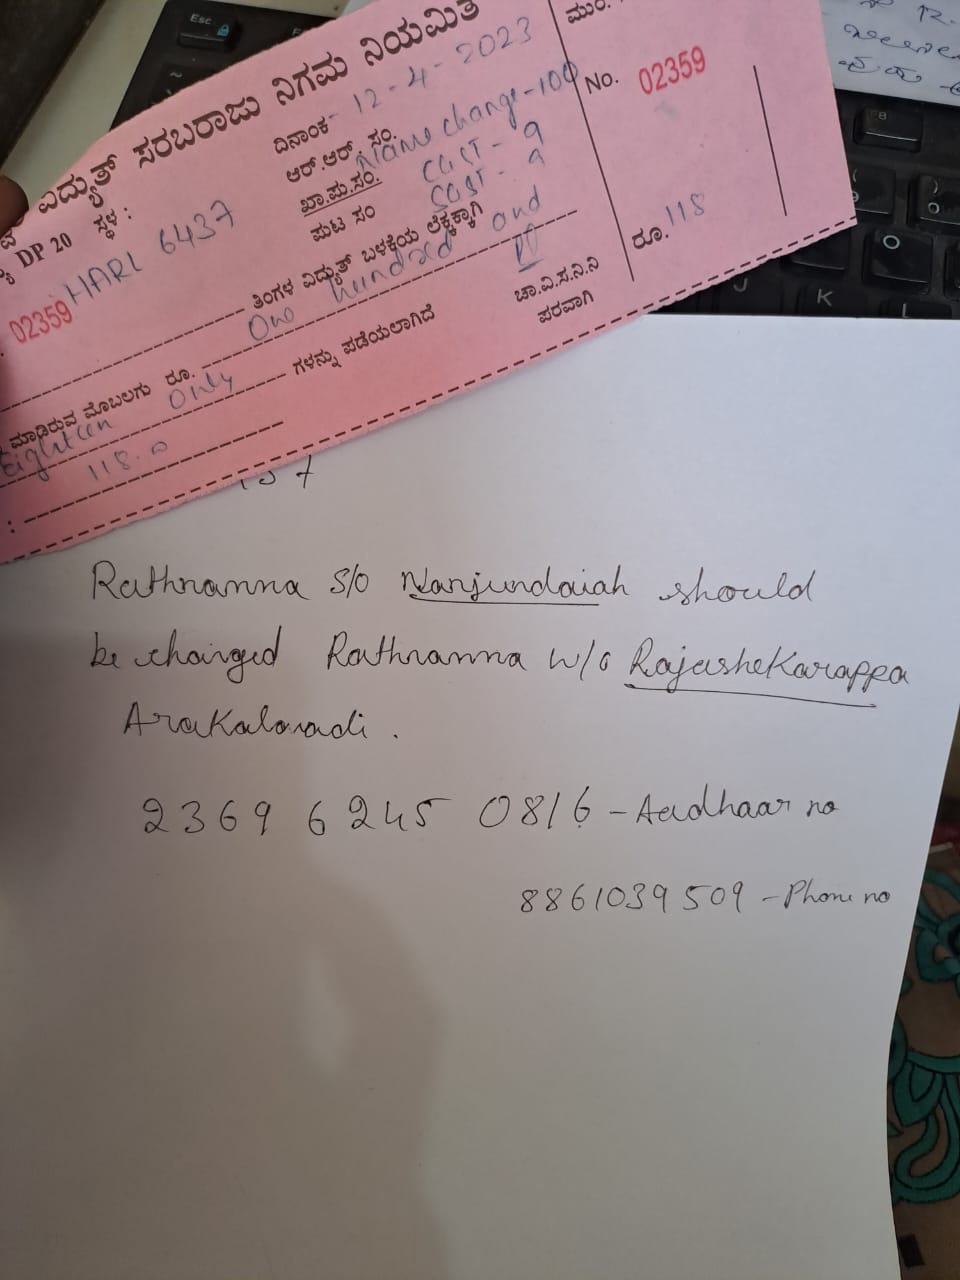 ವಿದ್ಯುತ್ ಸರಬರಾಜು ನಿಗಮ ನಿಯಮಿತ
DP 20 ಸ್ಥಳ :
ದಿನಾಂಕ 12-4-2023
HARL 6437
ಆರ್.ಆರ್. ಸಂ.
Name change-100
ಖಾ.ಪು.ಸಂ. CGST - 9
ಪುಟ ಸಂ SGST - 9
No. 02359
02359
ತಿಂಗಳ ವಿದ್ಯುತ್ ಬಳಕೆಯ ಲೆಕ್ಕಕ್ಕಾಗಿ
ರೂ. 118
ಮಾಡಿರುವ ಮೊಬಲಗು ರೂ. One hundred and
Eighteen Only ಗಳನ್ನು ಪಡೆಯಲಾಗಿದೆ
ಚಾ.ವಿ.ಸ.ನಿ.ನಿ
ಪರವಾಗಿ
118.0
Rathnamma S/o Nanjundaiah should
be changed Rathnamma w/o Rajashekarappa
Arakalavadi.
2369 6245 0816 - Aadhaar no
8861039509 - Phone no
Esc
K
L
O
J